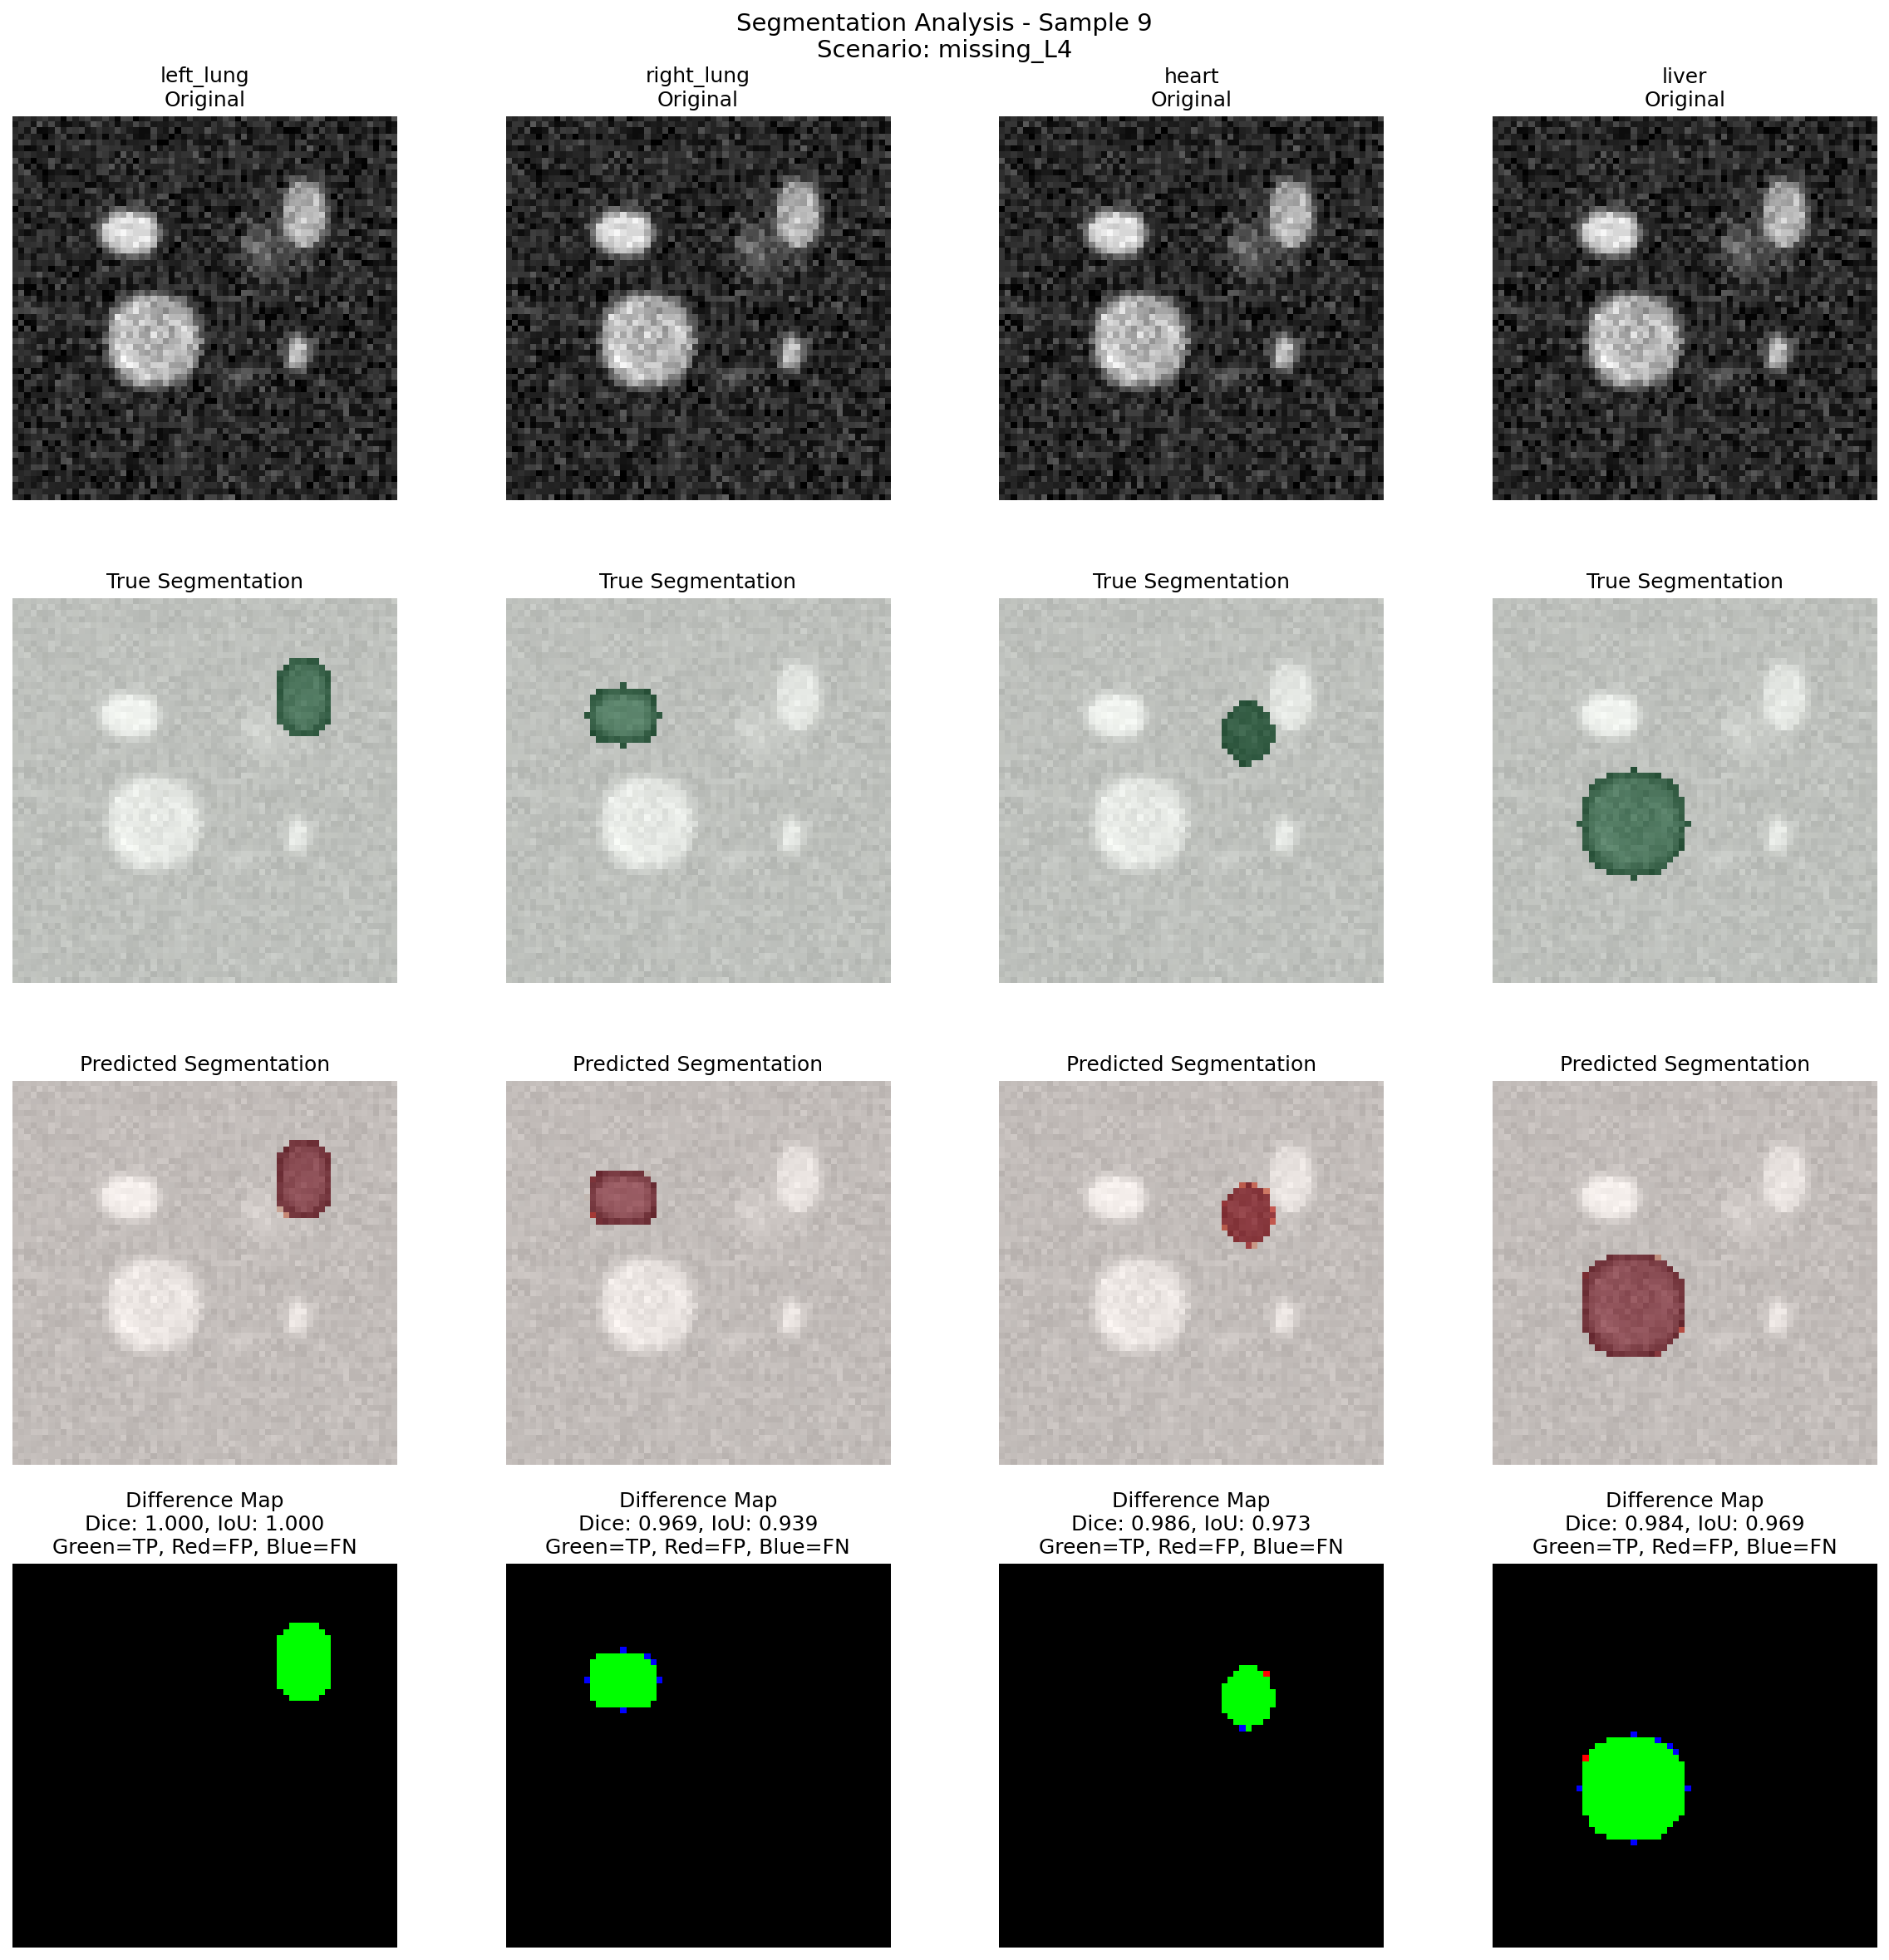 Segmentation Analysis - Sample 9
Scenario: missing_L4
left_lung
Original
right_lung
Original
heart
Original
liver
Original
True Segmentation
True Segmentation
True Segmentation
True Segmentation
Predicted Segmentation
Predicted Segmentation
Predicted Segmentation
Predicted Segmentation
Difference Map
Dice: 1.000, IoU: 1.000
Green=TP, Red=FP, Blue=FN
Difference Map
Dice: 0.969, IoU: 0.939
Green=TP, Red=FP, Blue=FN
Difference Map
Dice: 0.986, IoU: 0.973
Green=TP, Red=FP, Blue=FN
Difference Map
Dice: 0.984, IoU: 0.969
Green=TP, Red=FP, Blue=FN